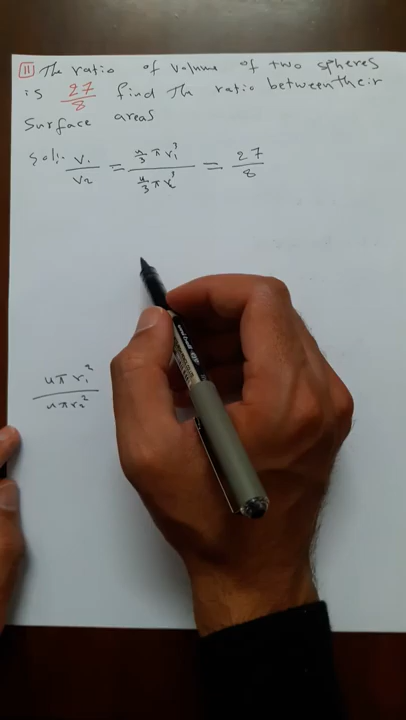 11 The ratio of volume of two spheres
is 27/8 find The ratio between their
Surface areas
Sol:- V₁/V₂ = (4/3 π r₁³)/(4/3 π r₂³) = 27/8
4π r₁²/4π r₂²